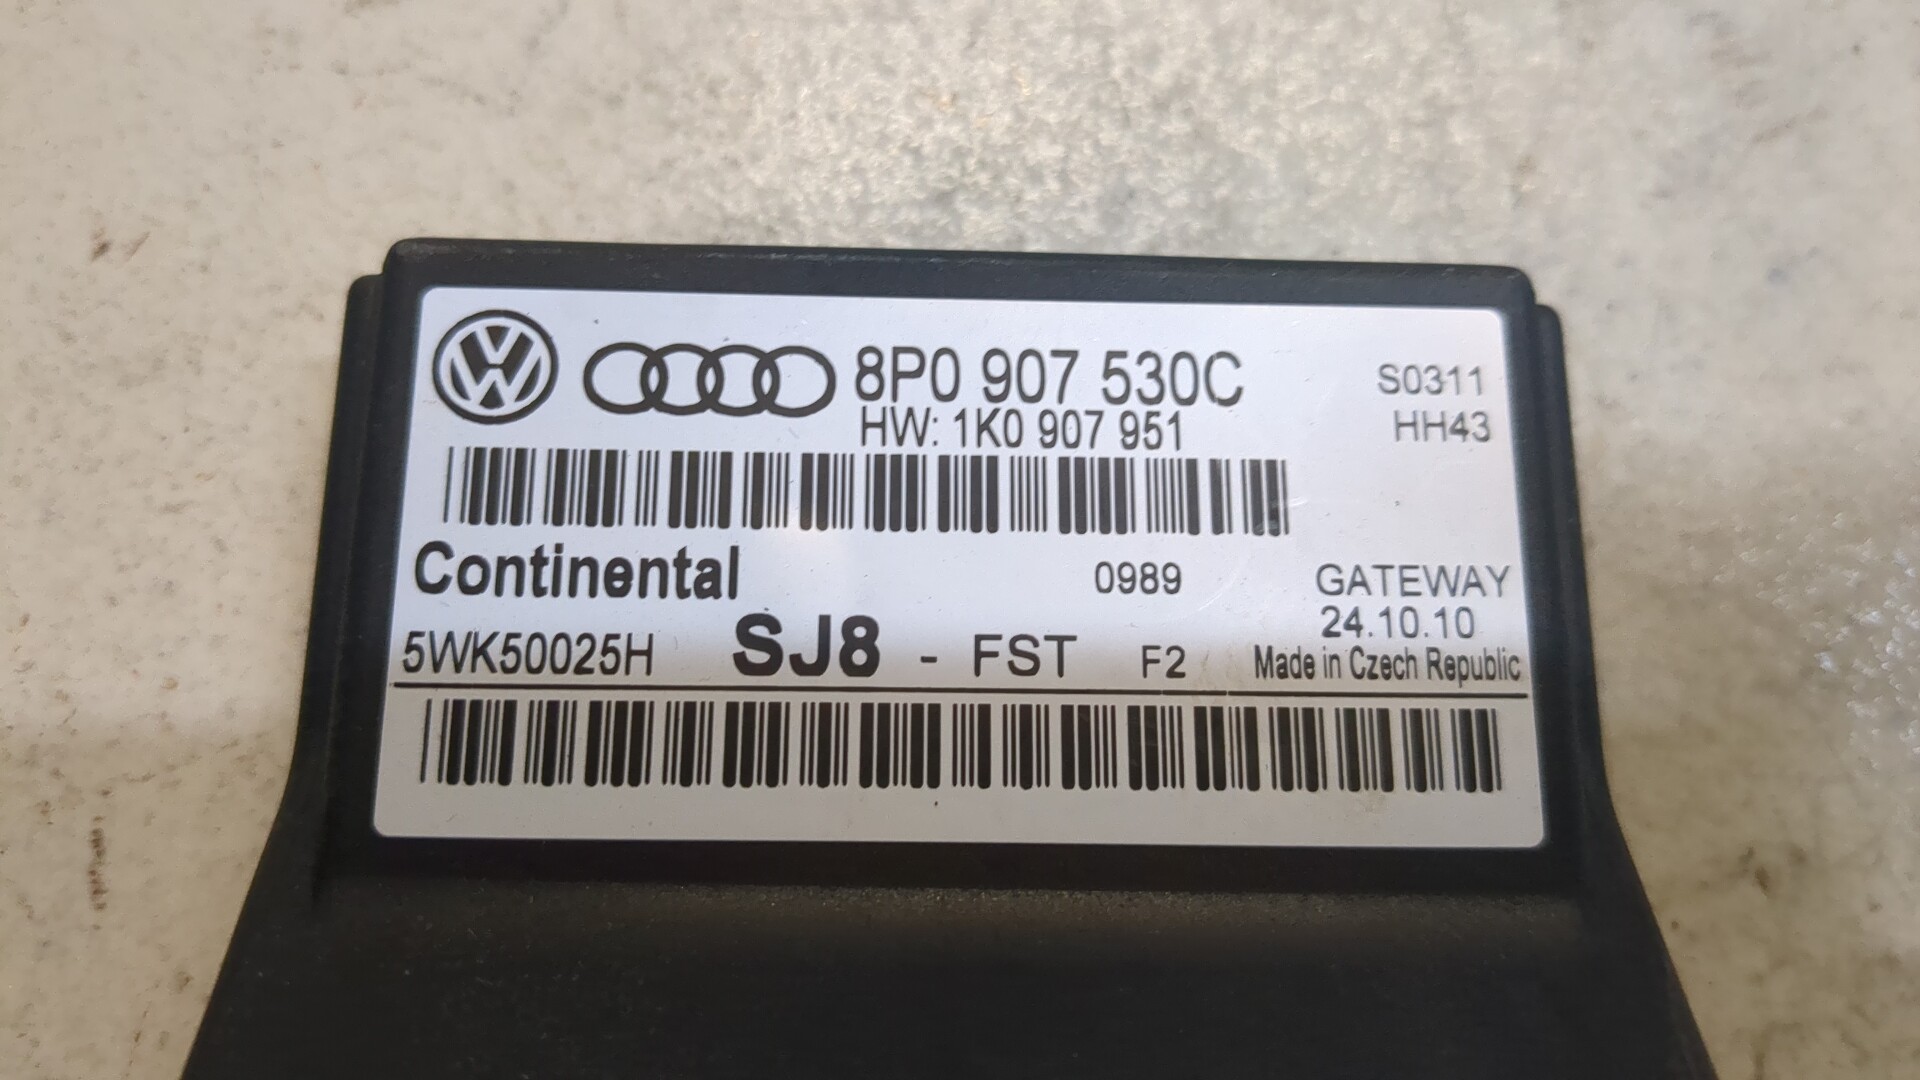 8P0 907 530C S0311
HW: 1K0 907 951 HH43
Continental 0989 GATEWAY
24.10.10
5WK50025H SJ8 - FST F2 Made in Czech Republic